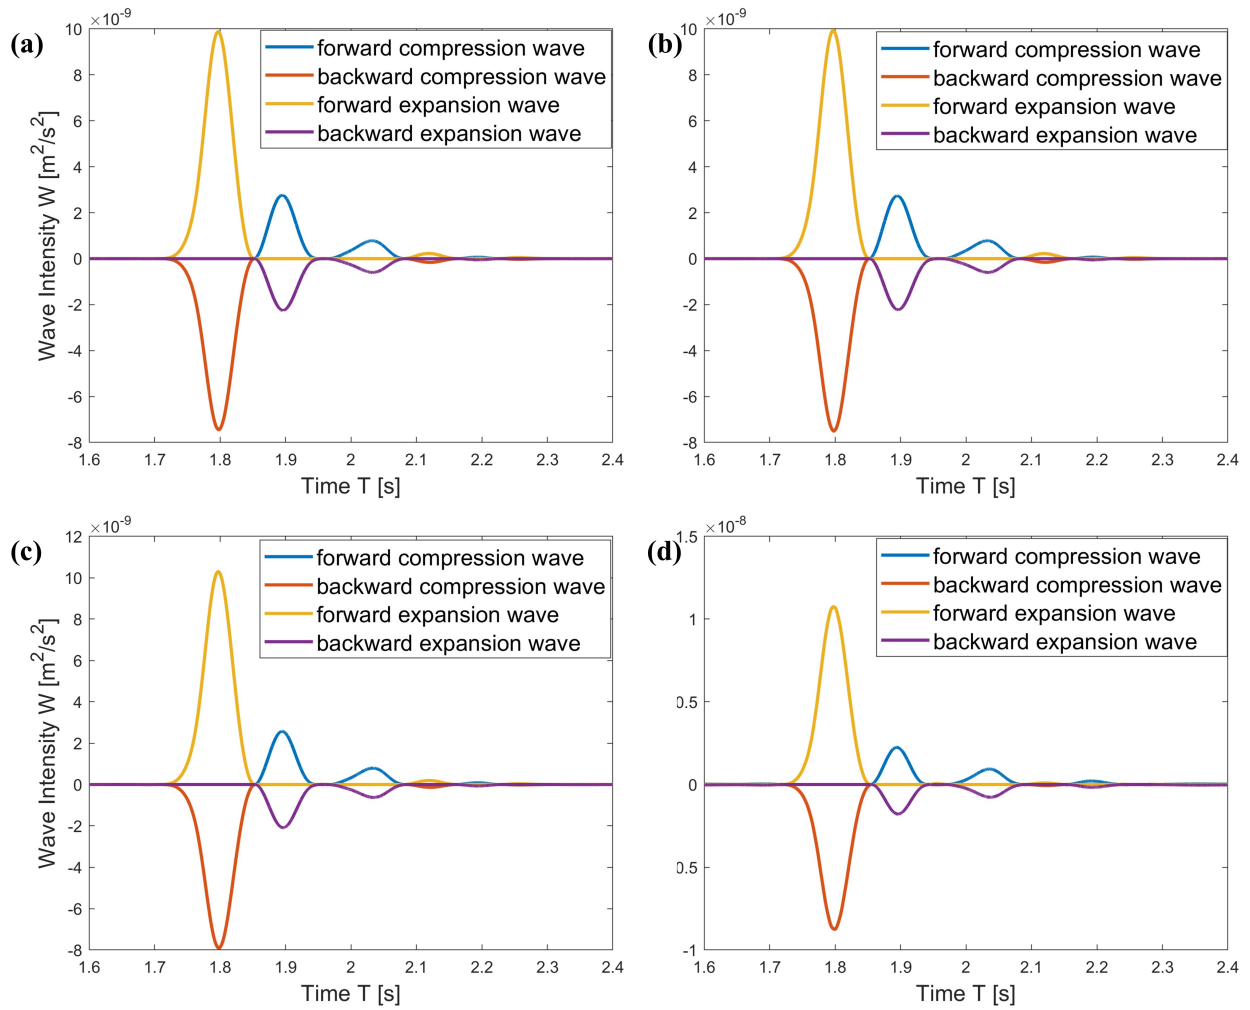 (a)
×10⁻⁹
10
8
6
4
2
0
-2
-4
-6
-8
Wave Intensity W [m²/s²]
forward compression wave
backward compression wave
forward expansion wave
backward expansion wave
1.6 1.7 1.8 1.9 2 2.1 2.2 2.3 2.4
Time T [s]
(b)
×10⁻⁹
10
8
6
4
2
0
-2
-4
-6
-8
forward compression wave
backward compression wave
forward expansion wave
backward expansion wave
1.6 1.7 1.8 1.9 2 2.1 2.2 2.3 2.4
Time T [s]
(c)
×10⁻⁹
12
10
8
6
4
2
0
-2
-4
-6
-8
Wave Intensity W [m²/s²]
forward compression wave
backward compression wave
forward expansion wave
backward expansion wave
1.6 1.7 1.8 1.9 2 2.1 2.2 2.3 2.4
Time T [s]
(d)
×10⁻⁸
1.5
1
0.5
0
0.5
-1
forward compression wave
backward compression wave
forward expansion wave
backward expansion wave
1.6 1.7 1.8 1.9 2 2.1 2.2 2.3 2.4
Time T [s]